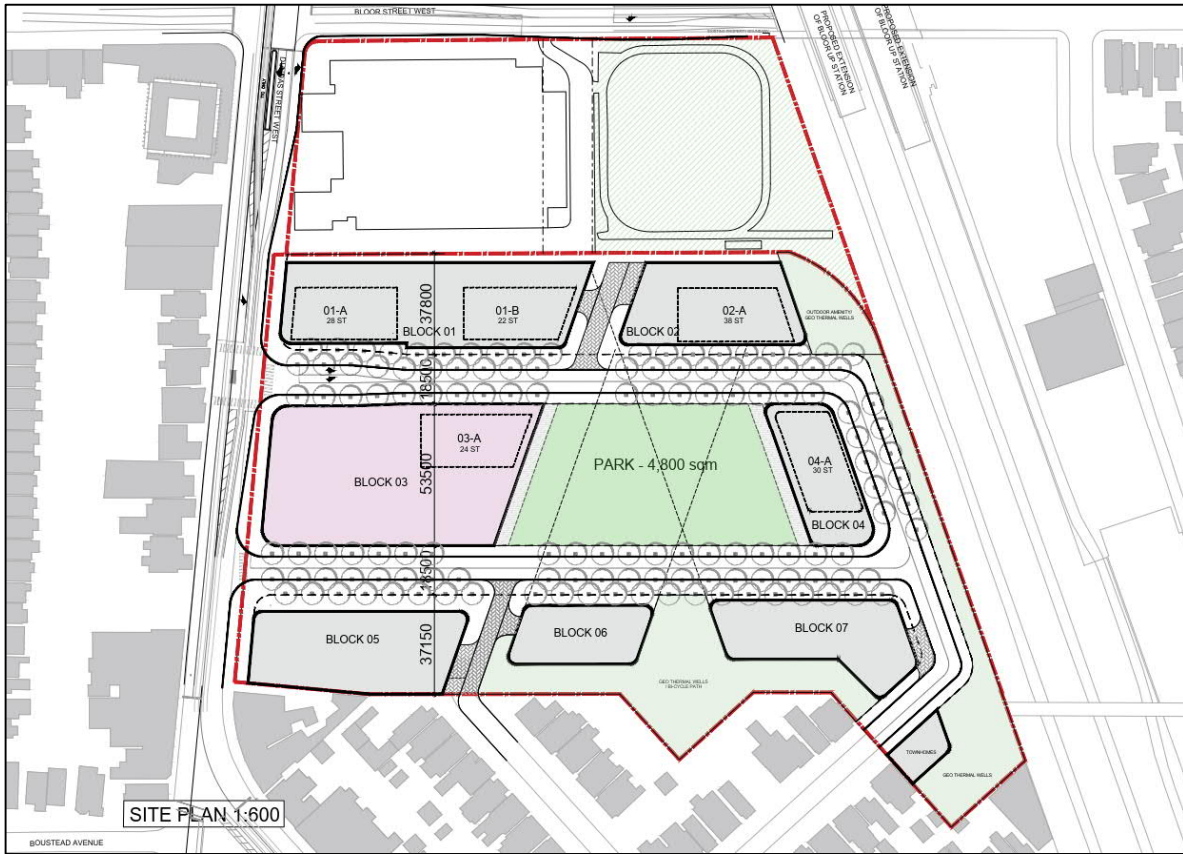 BLOOR STREET WEST
PROPOSED EXTENSION
OF BLOOR UP STATION
PROPOSED EXTENSION
OF BLOOR UP STATION
DUNDAS STREET WEST
01-A
28 ST
01-B
22 ST
BLOCK 01
37800
02-A
38 ST
BLOCK 02
OUTDOOR AMENITY/
GEO THERMAL WELLS
18500
03-A
24 ST
BLOCK 03
53500
PARK - 4,800 sqm
04-A
30 ST
BLOCK 04
18500
BLOCK 05
37150
BLOCK 06
BLOCK 07
GEO THERMAL WELLS
TOWNHOMES
GEO THERMAL WELLS
SITE PLAN 1:600
BOUSTEAD AVENUE